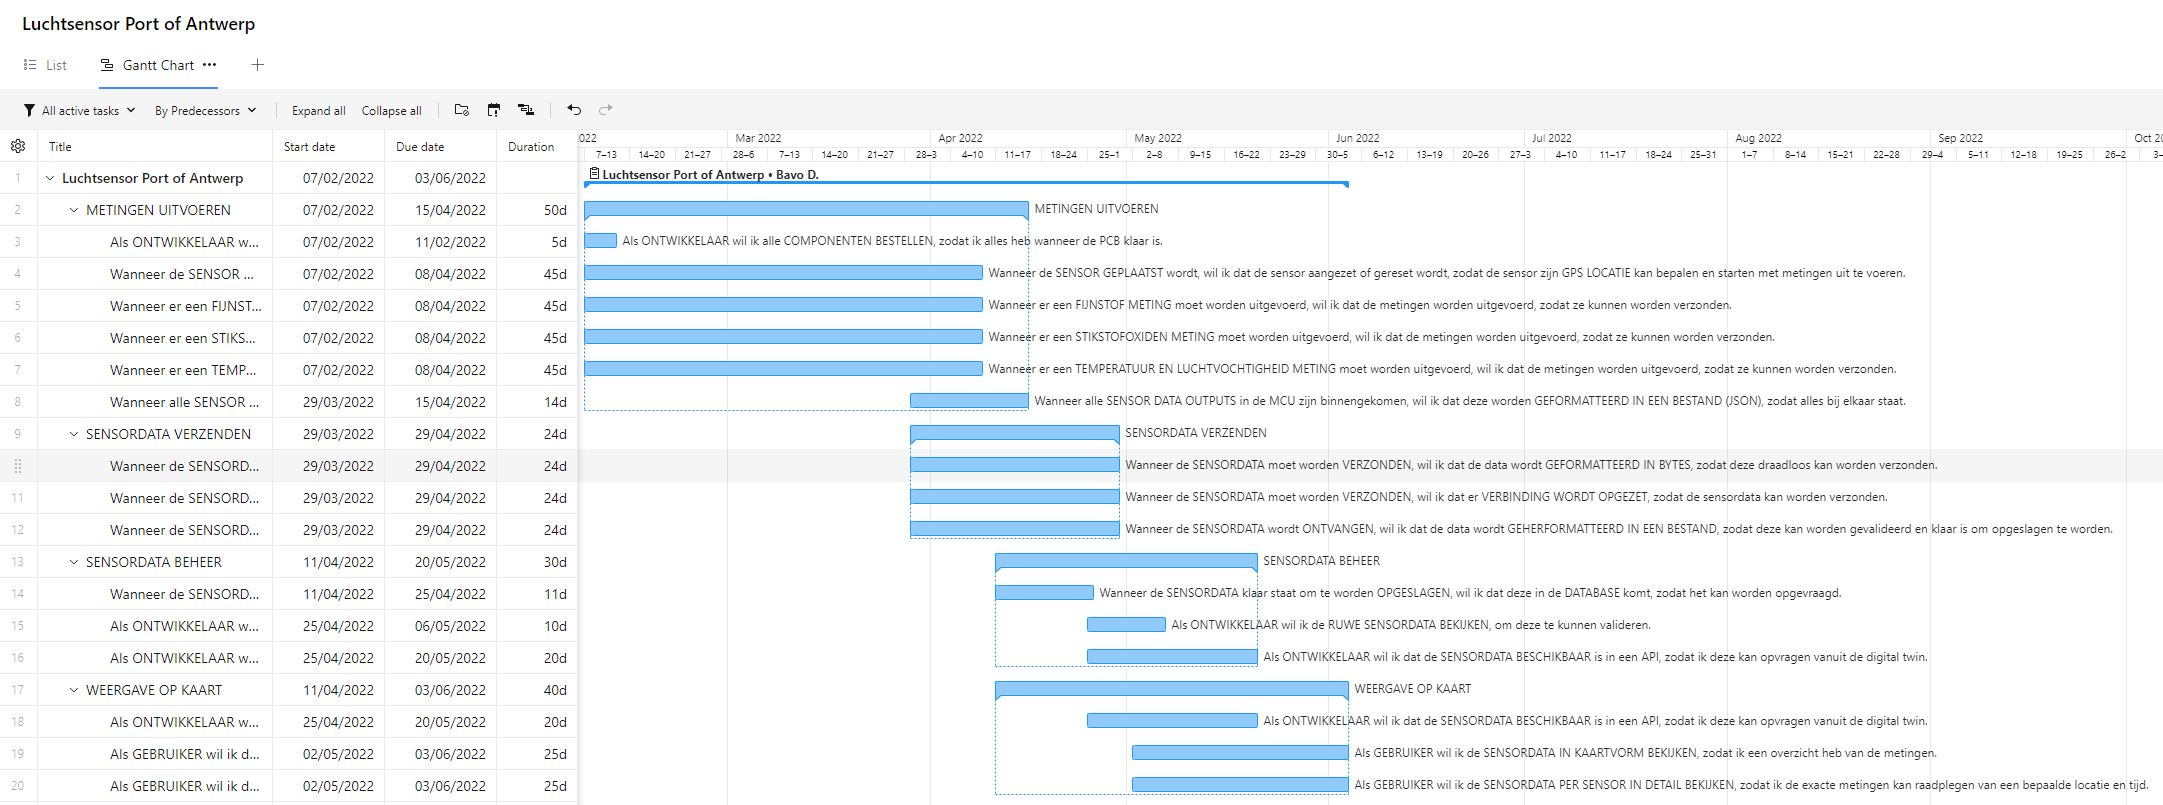 Luchtsensor Port of Antwerp
List Gantt Chart ••• +
All active tasks By Predecessors Expand all Collapse all
Title Start date Due date Duration
022 Mar 2022 Apr 2022 May 2022 Jun 2022 Jul 2022 Aug 2022 Sep 2022 Oct 20
7–13 14–20 21–27 28–6 7–13 14–20 21–27 28–3 4–10 11–17 18–24 25–1 2–8 9–15 16–22 23–29 30–5 6–12 13–19 20–26 27–3 4–10 11–17 18–24 25–31 1–7 8–14 15–21 22–28 29–4 5–11 12–18 19–25 26–2 3–
1 Luchtsensor Port of Antwerp 07/02/2022 03/06/2022 Luchtsensor Port of Antwerp • Bavo D.
2 METINGEN UITVOEREN 07/02/2022 15/04/2022 50d METINGEN UITVOEREN
3 Als ONTWIKKELAAR w... 07/02/2022 11/02/2022 5d Als ONTWIKKELAAR wil ik alle COMPONENTEN BESTELLEN, zodat ik alles heb wanneer de PCB klaar is.
4 Wanneer de SENSOR ... 07/02/2022 08/04/2022 45d Wanneer de SENSOR GEPLAATST wordt, wil ik dat de sensor aangezet of gereset wordt, zodat de sensor zijn GPS LOCATIE kan bepalen en starten met metingen uit te voeren.
5 Wanneer er een FIJNST... 07/02/2022 08/04/2022 45d Wanneer er een FIJNSTOF METING moet worden uitgevoerd, wil ik dat de metingen worden uitgevoerd, zodat ze kunnen worden verzonden.
6 Wanneer er een STIKS... 07/02/2022 08/04/2022 45d Wanneer er een STIKSTOFOXIDEN METING moet worden uitgevoerd, wil ik dat de metingen worden uitgevoerd, zodat ze kunnen worden verzonden.
7 Wanneer er een TEMP... 07/02/2022 08/04/2022 45d Wanneer er een TEMPERATUUR EN LUCHTVOCHTIGHEID METING moet worden uitgevoerd, wil ik dat de metingen worden uitgevoerd, zodat ze kunnen worden verzonden.
8 Wanneer alle SENSOR ... 29/03/2022 15/04/2022 14d Wanneer alle SENSOR DATA OUTPUTS in de MCU zijn binnengekomen, wil ik dat deze worden GEFORMATTEERD IN EEN BESTAND (JSON), zodat alles bij elkaar staat.
9 SENSORDATA VERZENDEN 29/03/2022 29/04/2022 24d SENSORDATA VERZENDEN
Wanneer de SENSORD... 29/03/2022 29/04/2022 24d Wanneer de SENSORDATA moet worden VERZONDEN, wil ik dat de data wordt GEFORMATTEERD IN BYTES, zodat deze draadloos kan worden verzonden.
11 Wanneer de SENSORD... 29/03/2022 29/04/2022 24d Wanneer de SENSORDATA moet worden VERZONDEN, wil ik dat er VERBINDING WORDT OPGEZET, zodat de sensordata kan worden verzonden.
12 Wanneer de SENSORD... 29/03/2022 29/04/2022 24d Wanneer de SENSORDATA wordt ONTVANGEN, wil ik dat de data wordt GEHERFORMATTEERD IN EEN BESTAND, zodat deze kan worden gevalideerd en klaar is om opgeslagen te worden.
13 SENSORDATA BEHEER 11/04/2022 20/05/2022 30d SENSORDATA BEHEER
14 Wanneer de SENSORD... 11/04/2022 25/04/2022 11d Wanneer de SENSORDATA klaar staat om te worden OPGESLAGEN, wil ik dat deze in de DATABASE komt, zodat het kan worden opgevraagd.
15 Als ONTWIKKELAAR w... 25/04/2022 06/05/2022 10d Als ONTWIKKELAAR wil ik de RUWE SENSORDATA BEKIJKEN, om deze te kunnen valideren.
16 Als ONTWIKKELAAR w... 25/04/2022 20/05/2022 20d Als ONTWIKKELAAR wil ik dat de SENSORDATA BESCHIKBAAR is in een API, zodat ik deze kan opvragen vanuit de digital twin.
17 WEERGAVE OP KAART 11/04/2022 03/06/2022 40d WEERGAVE OP KAART
18 Als ONTWIKKELAAR w... 25/04/2022 20/05/2022 20d Als ONTWIKKELAAR wil ik dat de SENSORDATA BESCHIKBAAR is in een API, zodat ik deze kan opvragen vanuit de digital twin.
19 Als GEBRUIKER wil ik d... 02/05/2022 03/06/2022 25d Als GEBRUIKER wil ik de SENSORDATA IN KAARTVORM BEKIJKEN, zodat ik een overzicht heb van de metingen.
20 Als GEBRUIKER wil ik d... 02/05/2022 03/06/2022 25d Als GEBRUIKER wil ik de SENSORDATA PER SENSOR IN DETAIL BEKIJKEN, zodat ik de exacte metingen kan raadplegen van een bepaalde locatie en tijd.